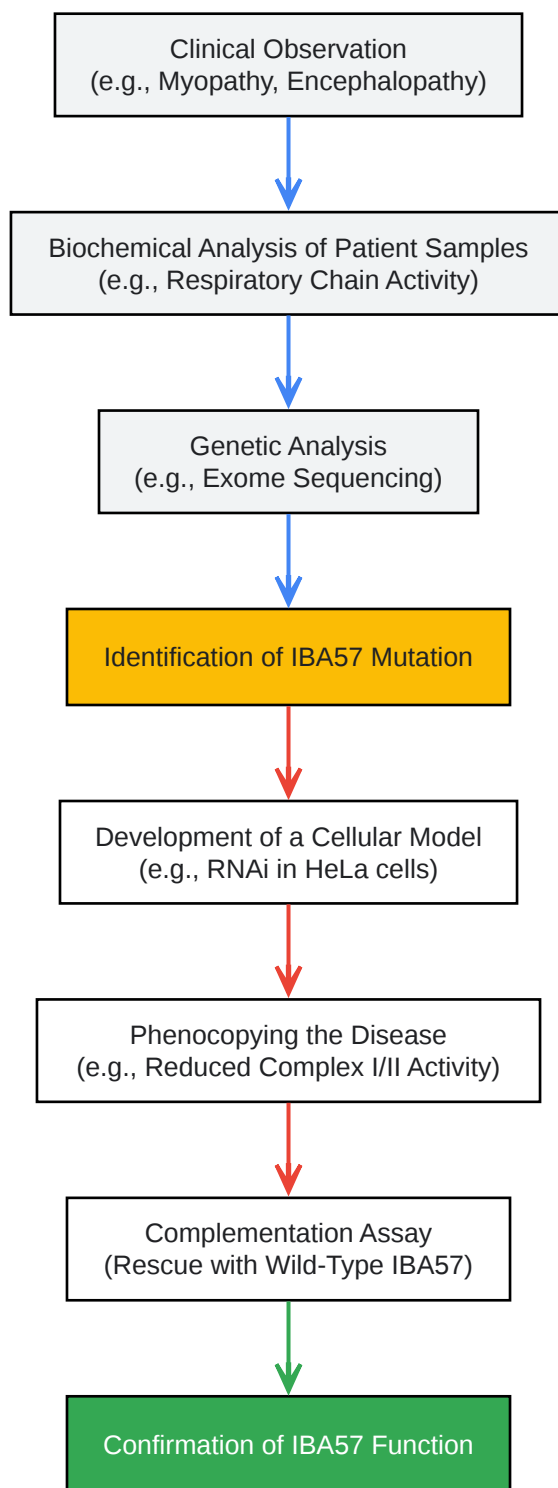 Clinical Observation
(e.g., Myopathy, Encephalopathy)
Biochemical Analysis of Patient Samples
(e.g., Respiratory Chain Activity)
Genetic Analysis
(e.g., Exome Sequencing)
Identification of IBA57 Mutation
Development of a Cellular Model
(e.g., RNAi in HeLa cells)
Phenocopying the Disease
(e.g., Reduced Complex I/II Activity)
Complementation Assay
(Rescue with Wild-Type IBA57)
Confirmation of IBA57 Function